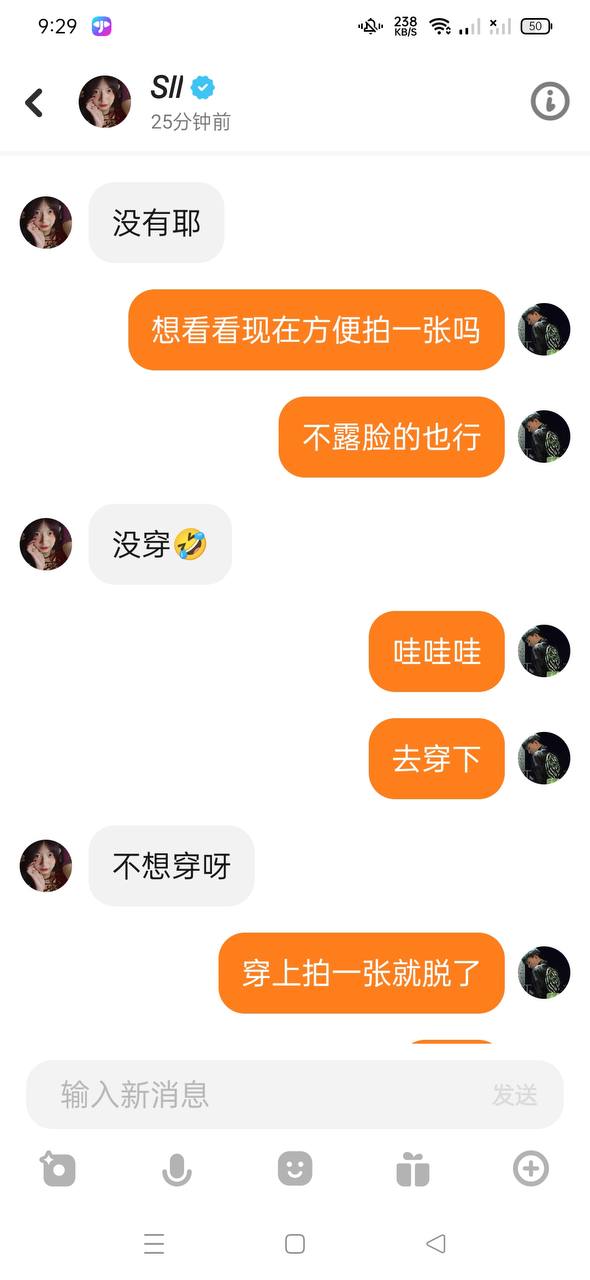 9:29
238
KB/S
50
Sll
25分钟前
没有耶
想看看现在方便拍一张吗
不露脸的也行
没穿🤣
哇哇哇
去穿下
不想穿呀
穿上拍一张就脱了
输入新消息
发送